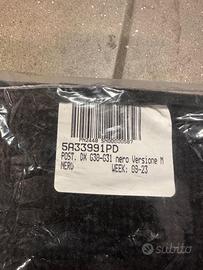 5A33991PD
POST. DX G30-G31 nero Versione M
NERO WEEK: 09-23
subito